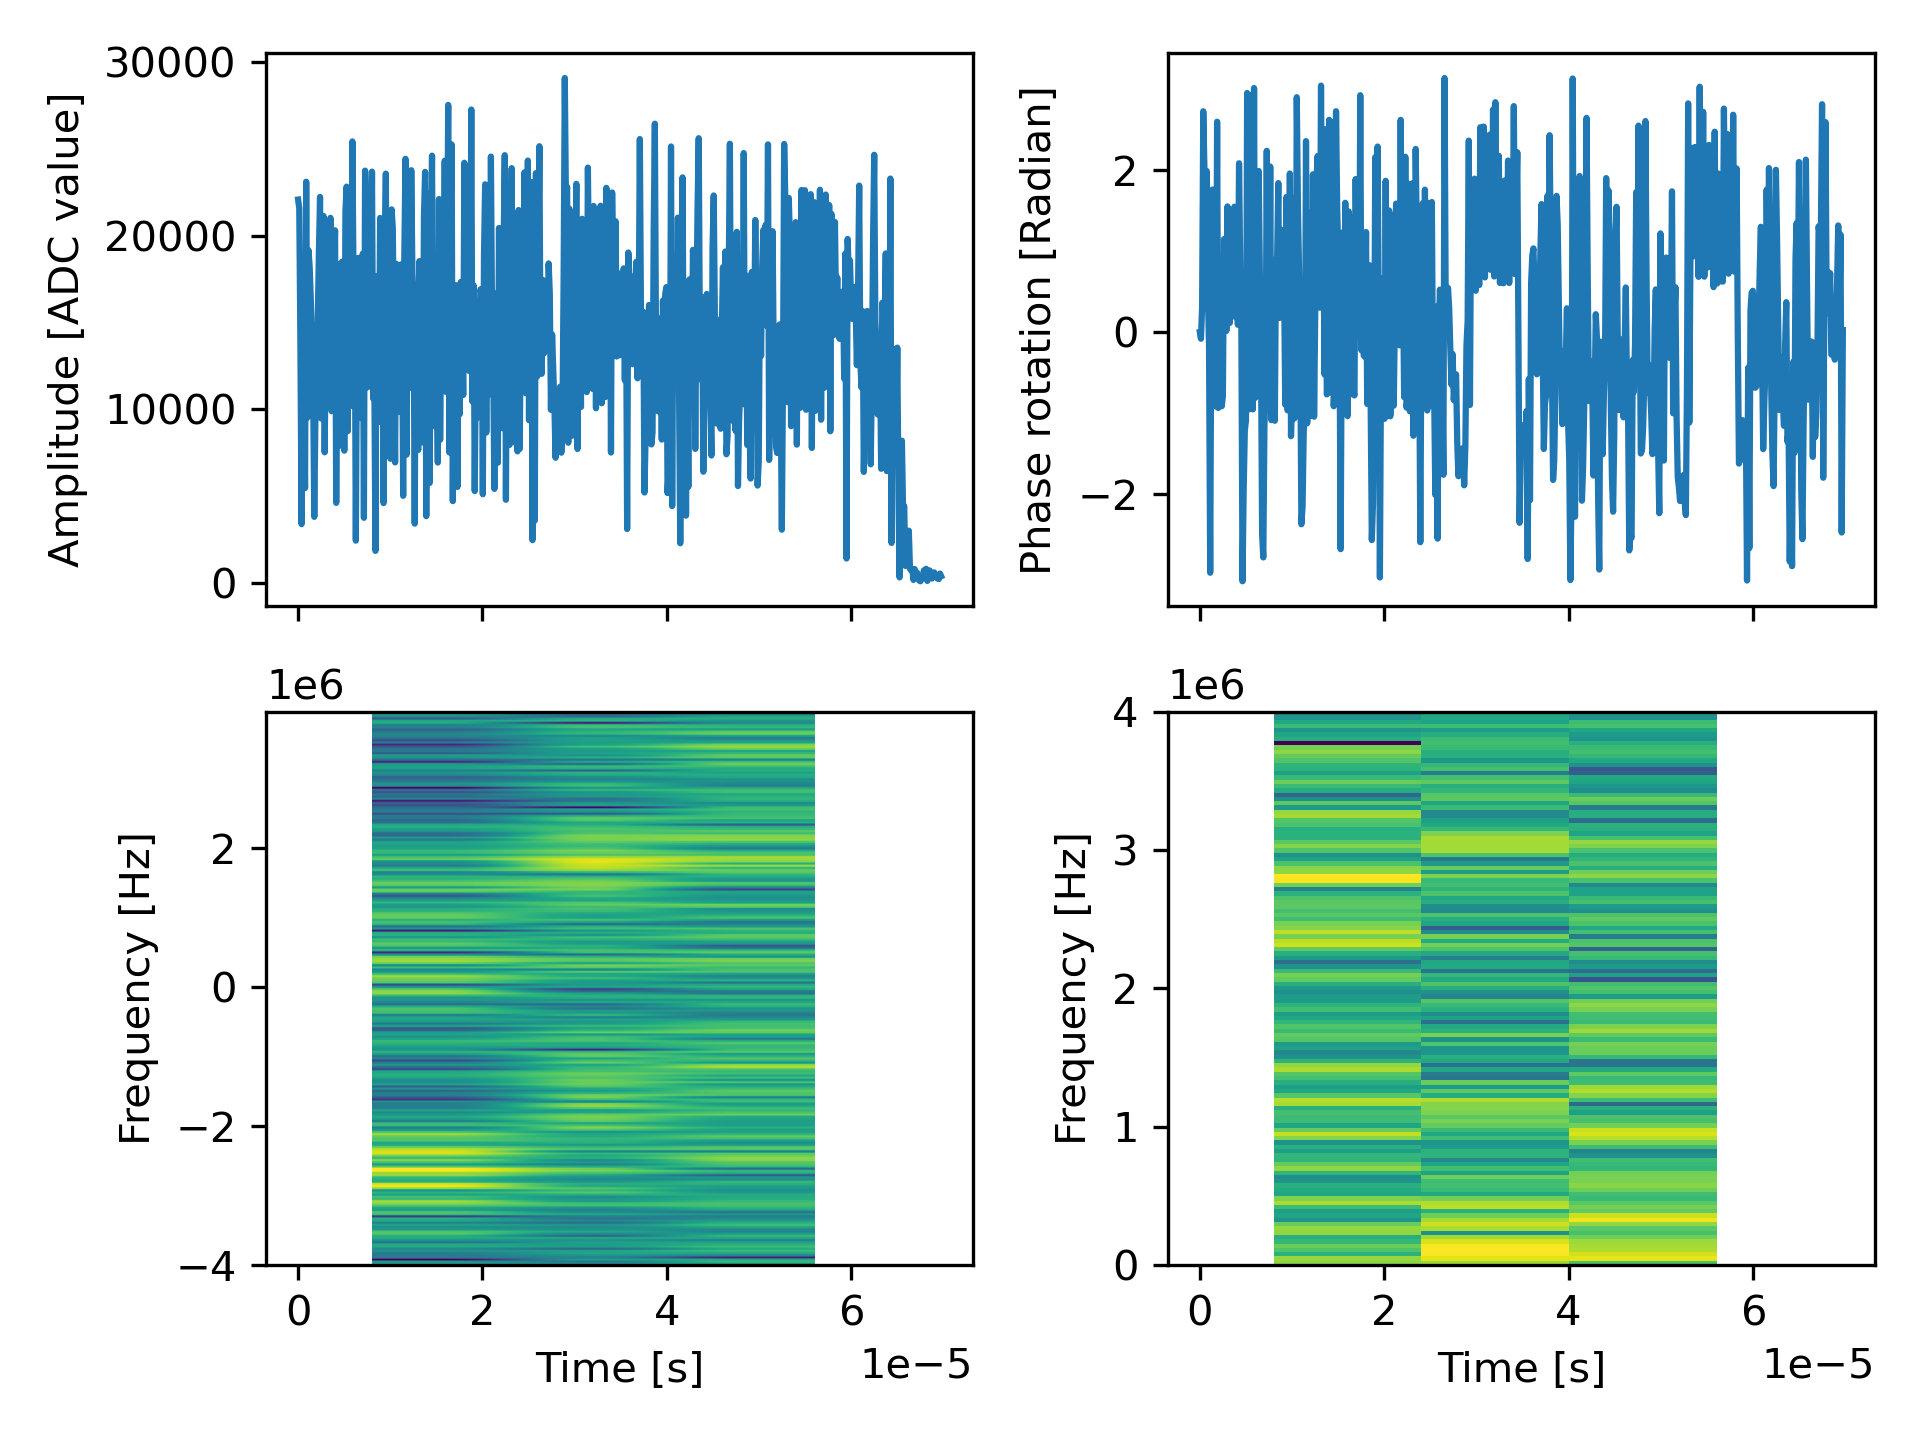 Amplitude [ADC value]
30000
20000
10000
0
Phase rotation [Radian]
2
0
−2
1e6
Frequency [Hz]
2
0
−2
−4
0 2 4 6
Time [s]
1e−5
1e6
Frequency [Hz]
4
3
2
1
0
0 2 4 6
Time [s]
1e−5